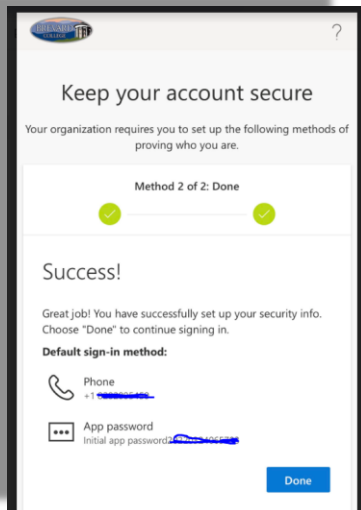 ?
Keep your account secure
Your organization requires you to set up the following methods of
proving who you are.
Method 2 of 2: Done
Success!
Great job! You have successfully set up your security info.
Choose "Done" to continue signing in.
Default sign-in method:
Phone
+1
App password
Initial app password
Done